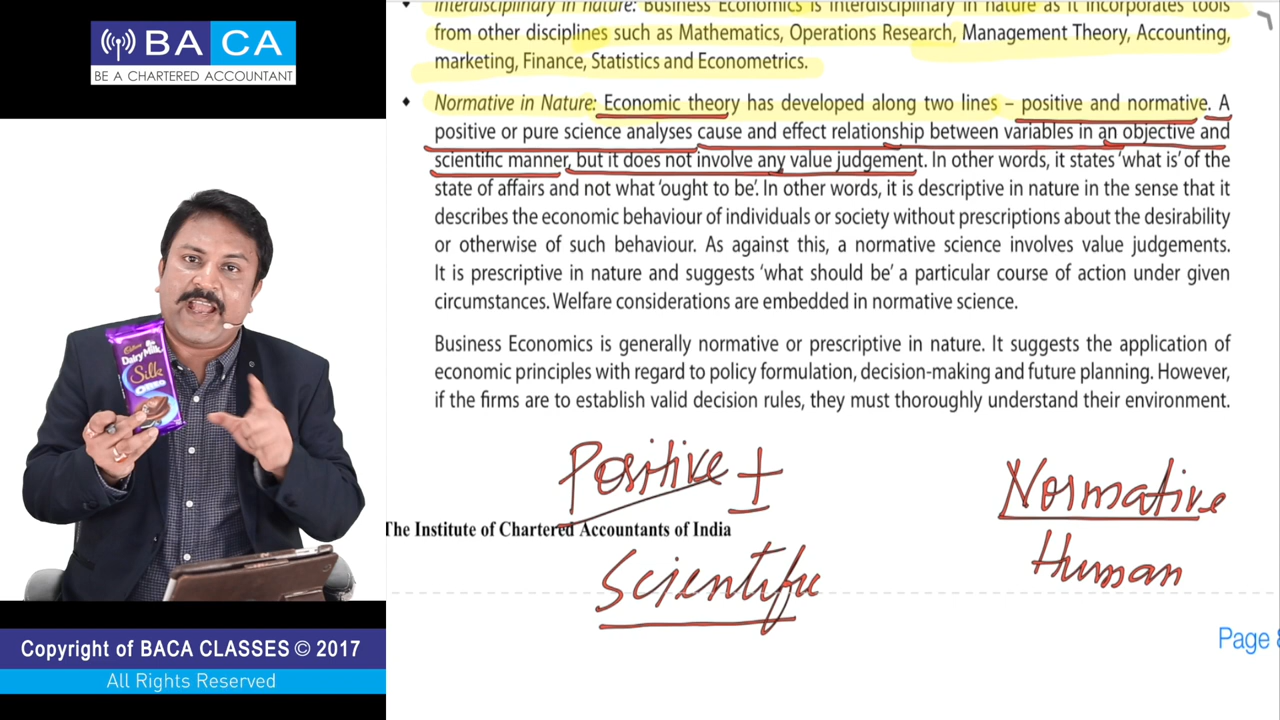 BA CA
BE A CHARTERED ACCOUNTANT
Interdisciplinary in nature: Business Economics is interdisciplinary in nature as it incorporates tools
from other disciplines such as Mathematics, Operations Research, Management Theory, Accounting,
marketing, Finance, Statistics and Econometrics.
♦ Normative in Nature: Economic theory has developed along two lines – positive and normative. A
positive or pure science analyses cause and effect relationship between variables in an objective and
scientific manner, but it does not involve any value judgement. In other words, it states ‘what is’ of the
state of affairs and not what ‘ought to be’. In other words, it is descriptive in nature in the sense that it
describes the economic behaviour of individuals or society without prescriptions about the desirability
or otherwise of such behaviour. As against this, a normative science involves value judgements.
It is prescriptive in nature and suggests ‘what should be’ a particular course of action under given
circumstances. Welfare considerations are embedded in normative science.
Business Economics is generally normative or prescriptive in nature. It suggests the application of
economic principles with regard to policy formulation, decision-making and future planning. However,
if the firms are to establish valid decision rules, they must thoroughly understand their environment.
Positive +
Normative
The Institute of Chartered Accountants of India
Scientific
Human
Page 8
Cadbury
Dairy Milk
Silk
OREO
Copyright of BACA CLASSES © 2017
All Rights Reserved